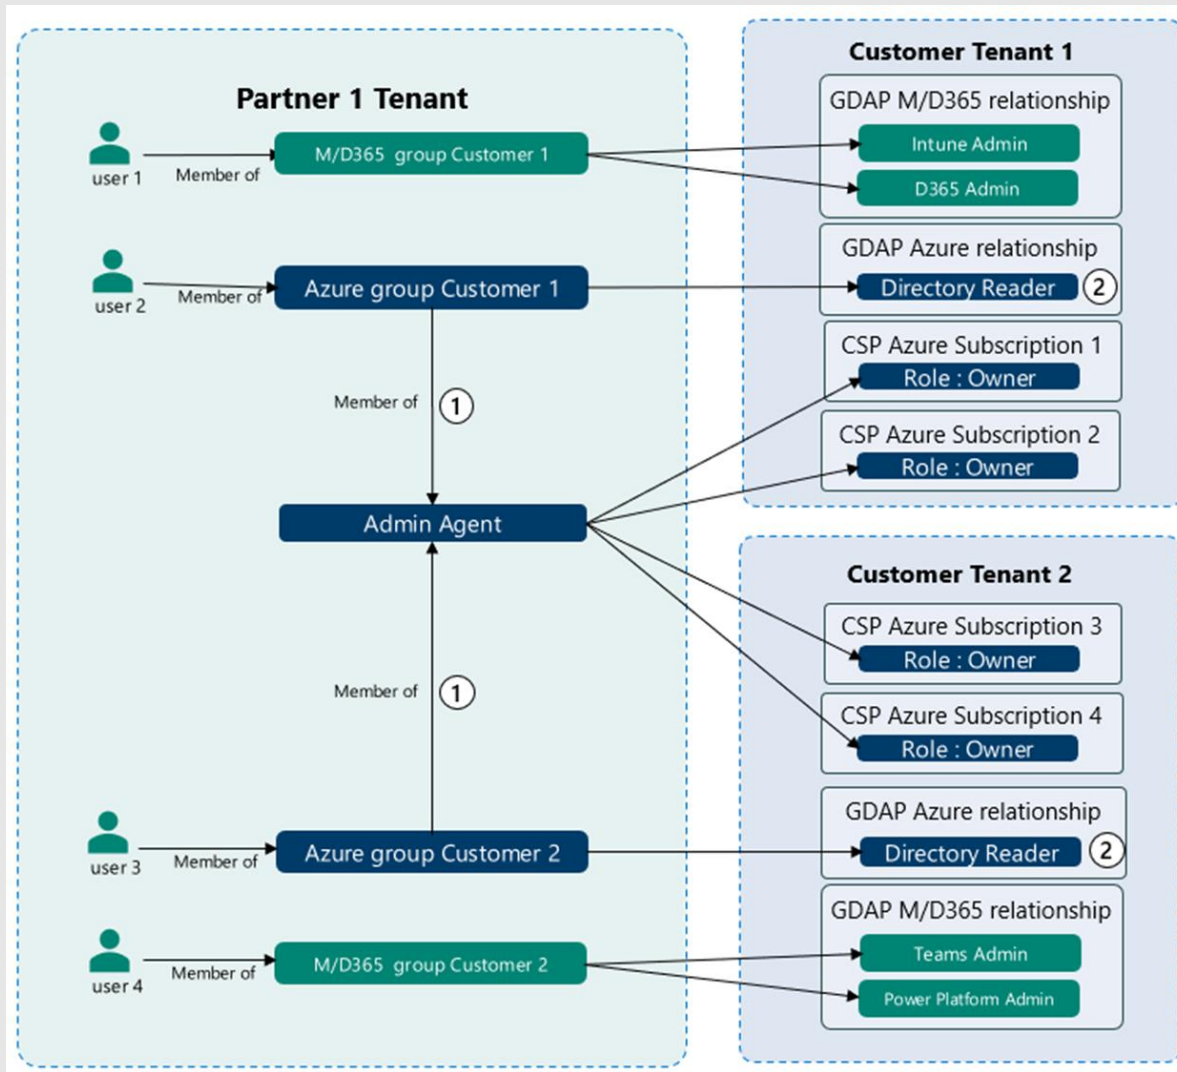 Partner 1 Tenant
user 1
Member of
M/D365 group Customer 1
user 2
Member of
Azure group Customer 1
Member of
1
Admin Agent
Member of
1
user 3
Member of
Azure group Customer 2
user 4
Member of
M/D365 group Customer 2
Customer Tenant 1
GDAP M/D365 relationship
Intune Admin
D365 Admin
GDAP Azure relationship
Directory Reader
2
CSP Azure Subscription 1
Role : Owner
CSP Azure Subscription 2
Role : Owner
Customer Tenant 2
CSP Azure Subscription 3
Role : Owner
CSP Azure Subscription 4
Role : Owner
GDAP Azure relationship
Directory Reader
2
GDAP M/D365 relationship
Teams Admin
Power Platform Admin